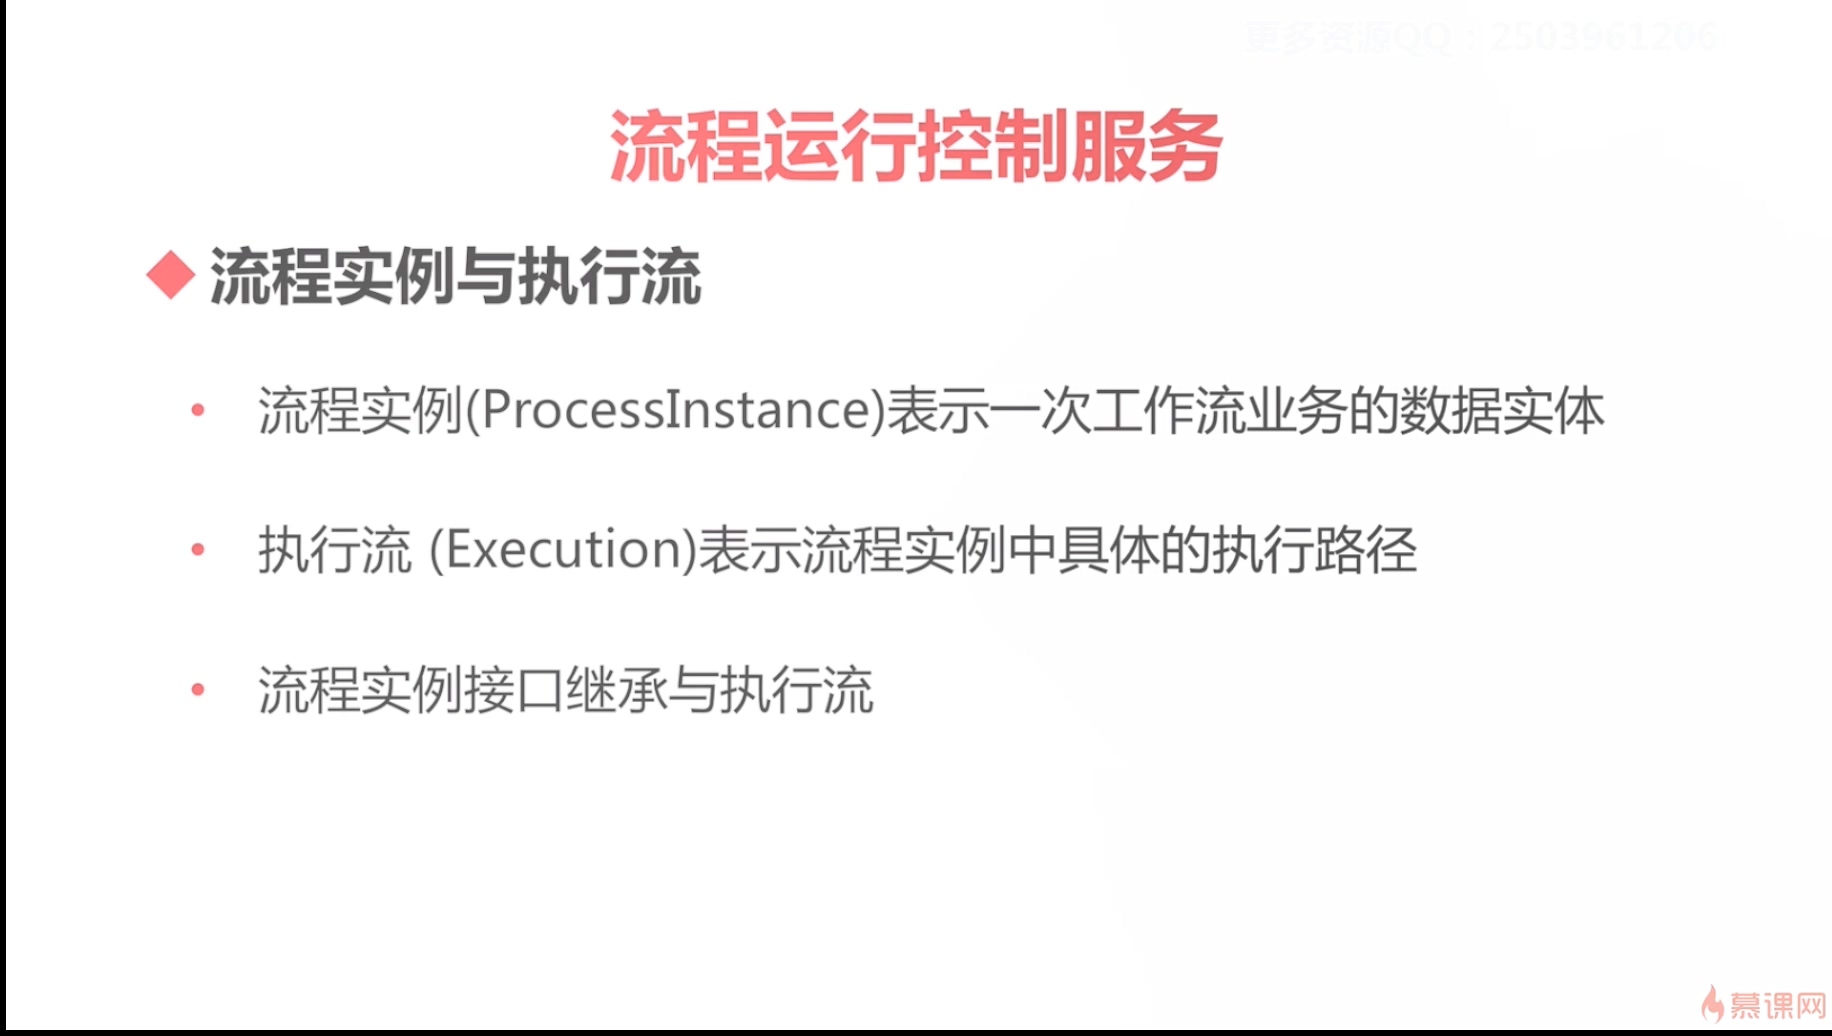 更多资源QQ：2503961206
流程运行控制服务
流程实例与执行流
流程实例(ProcessInstance)表示一次工作流业务的数据实体
执行流 (Execution)表示流程实例中具体的执行路径
流程实例接口继承与执行流
慕课网